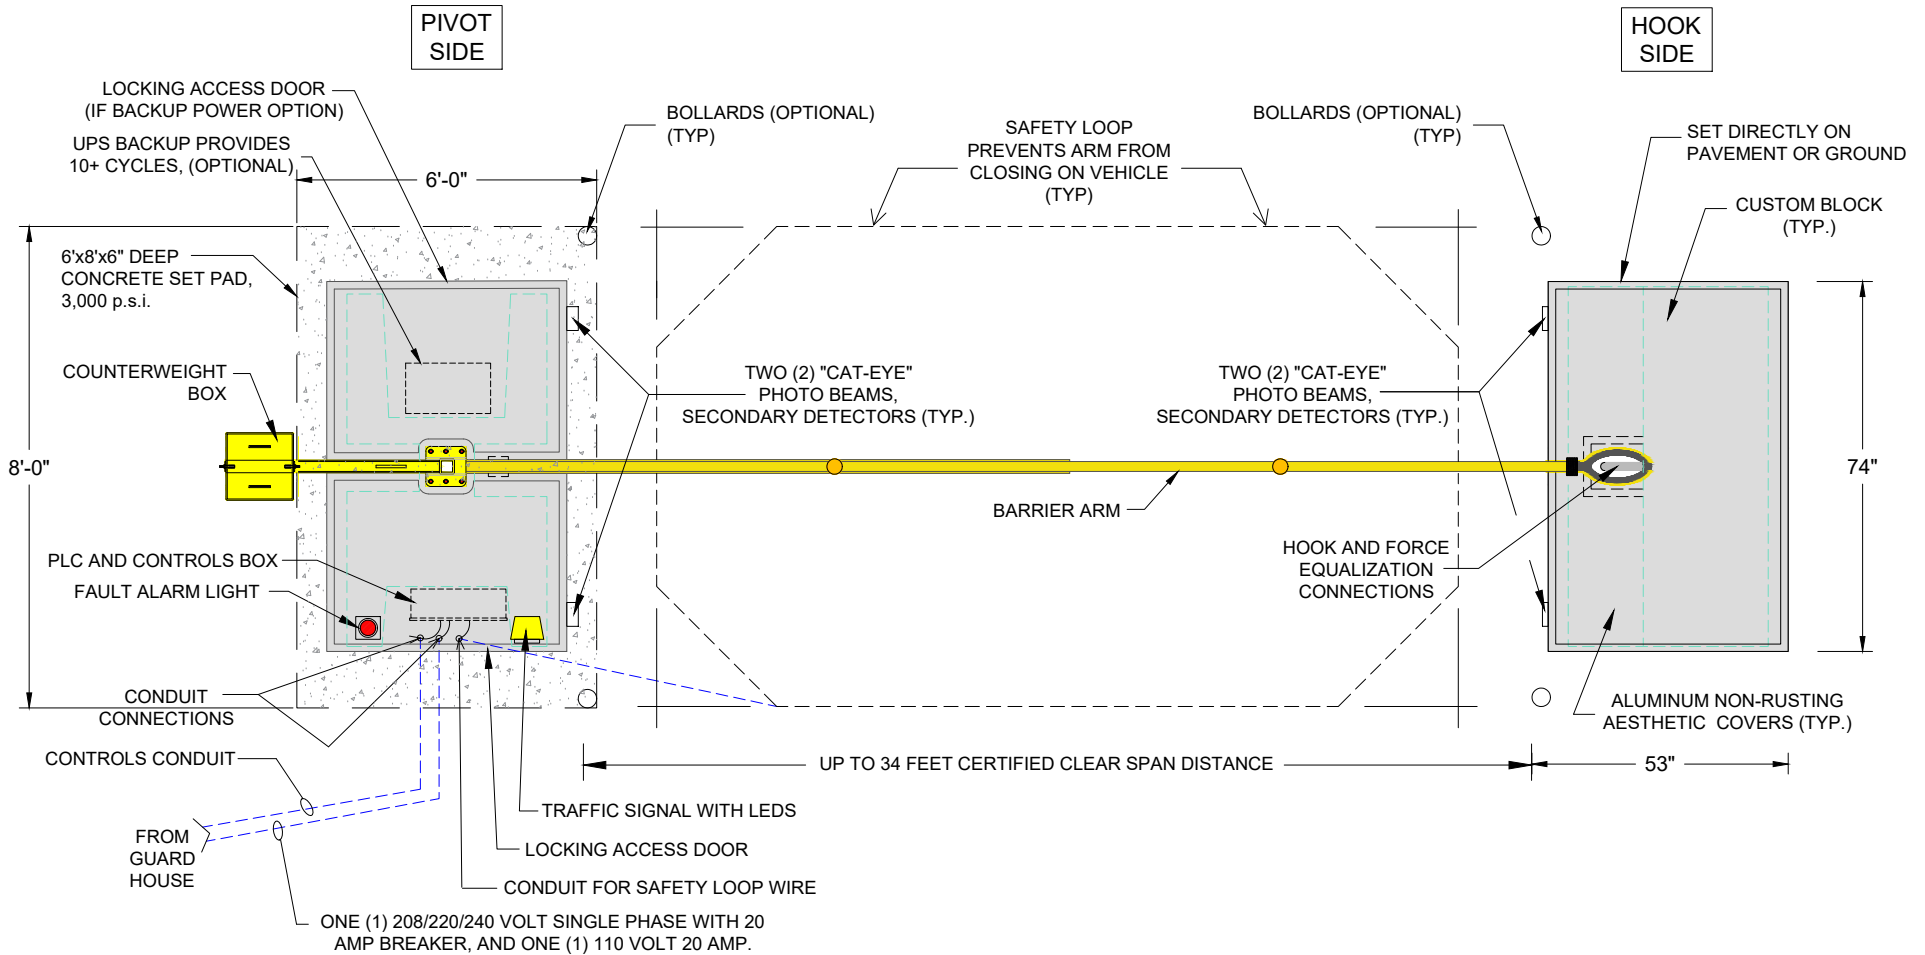 PIVOT
SIDE
HOOK
SIDE
LOCKING ACCESS DOOR
(IF BACKUP POWER OPTION)
UPS BACKUP PROVIDES
10+ CYCLES, (OPTIONAL)
6'-0"
BOLLARDS (OPTIONAL)
(TYP)
SAFETY LOOP
PREVENTS ARM FROM
CLOSING ON VEHICLE
(TYP)
BOLLARDS (OPTIONAL)
(TYP)
SET DIRECTLY ON
PAVEMENT OR GROUND
CUSTOM BLOCK
(TYP.)
6'x8'x6" DEEP
CONCRETE SET PAD,
3,000 p.s.i.
COUNTERWEIGHT
BOX
TWO (2) "CAT-EYE"
PHOTO BEAMS,
SECONDARY DETECTORS (TYP.)
TWO (2) "CAT-EYE"
PHOTO BEAMS,
SECONDARY DETECTORS (TYP.)
8'-0"
74"
BARRIER ARM
HOOK AND FORCE
EQUALIZATION
CONNECTIONS
PLC AND CONTROLS BOX
FAULT ALARM LIGHT
CONDUIT
CONNECTIONS
ALUMINUM NON-RUSTING
AESTHETIC COVERS (TYP.)
CONTROLS CONDUIT
UP TO 34 FEET CERTIFIED CLEAR SPAN DISTANCE
53"
TRAFFIC SIGNAL WITH LEDS
FROM
GUARD
HOUSE
LOCKING ACCESS DOOR
CONDUIT FOR SAFETY LOOP WIRE
ONE (1) 208/220/240 VOLT SINGLE PHASE WITH 20
AMP BREAKER, AND ONE (1) 110 VOLT 20 AMP.